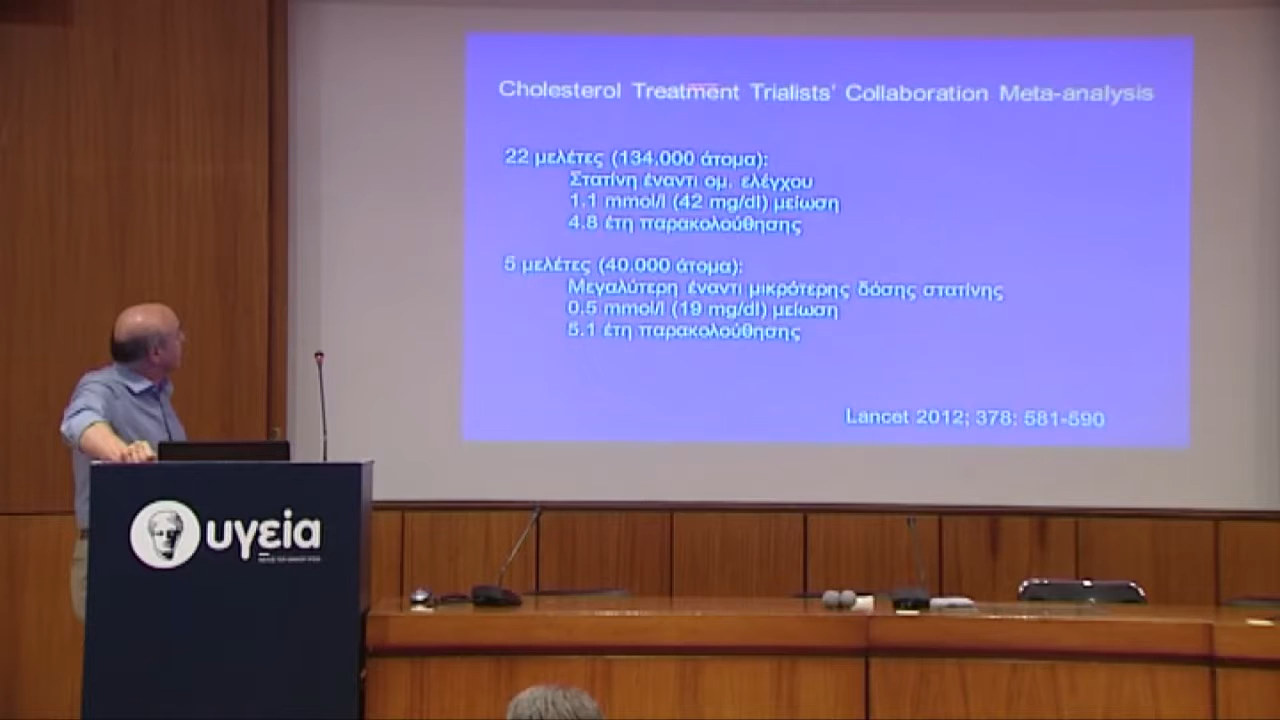 Cholesterol Treatment Trialists' Collaboration Meta-analysis
22 μελέτες (134.000 άτομα):
Στατίνη έναντι ομ. ελέγχου
1.1 mmol/l (42 mg/dl) μείωση
4.8 έτη παρακολούθησης
5 μελέτες (40.000 άτομα):
Μεγαλύτερη έναντι μικρότερης δόσης στατίνης
0.5 mmol/l (19 mg/dl) μείωση
5.1 έτη παρακολούθησης
Lancet 2012; 378: 581-590
υγεία